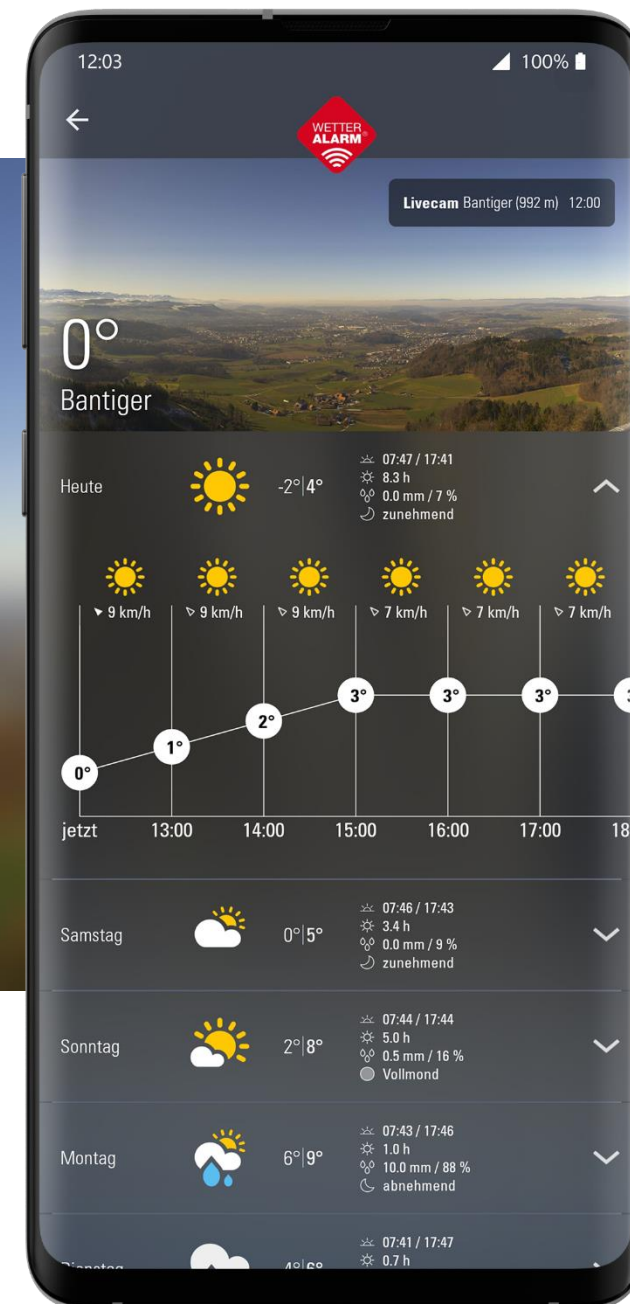 12:03
100%
WETTER
ALARM®
Livecam Bantiger (992 m) 12:00
0°
Bantiger
Heute
-2°|4°
07:47 / 17:41
8.3 h
0.0 mm / 7 %
zunehmend
9 km/h 9 km/h 9 km/h 7 km/h 7 km/h 7 km/h
0° 1° 2° 3° 3° 3° 3
jetzt 13:00 14:00 15:00 16:00 17:00 18
Samstag
0°|5°
07:46 / 17:43
3.4 h
0.0 mm / 9 %
zunehmend
Sonntag
2°|8°
07:44 / 17:44
5.0 h
0.5 mm / 16 %
Vollmond
Montag
6°|9°
07:43 / 17:46
1.0 h
10.0 mm / 88 %
abnehmend
07:41 / 17:47
0.7 h